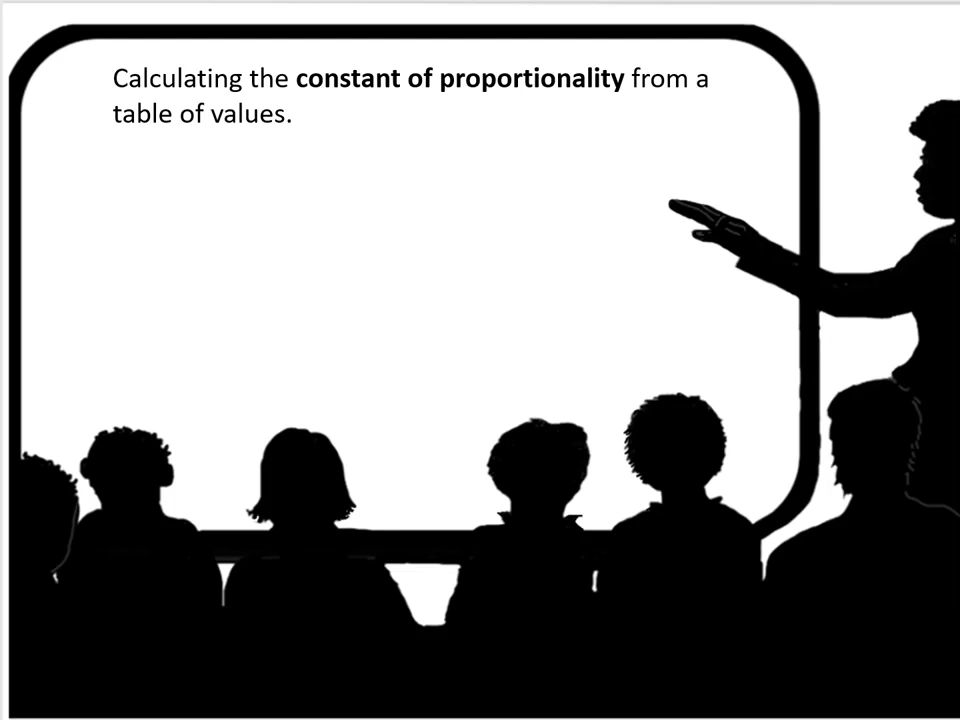 Calculating the constant of proportionality from a
table of values.